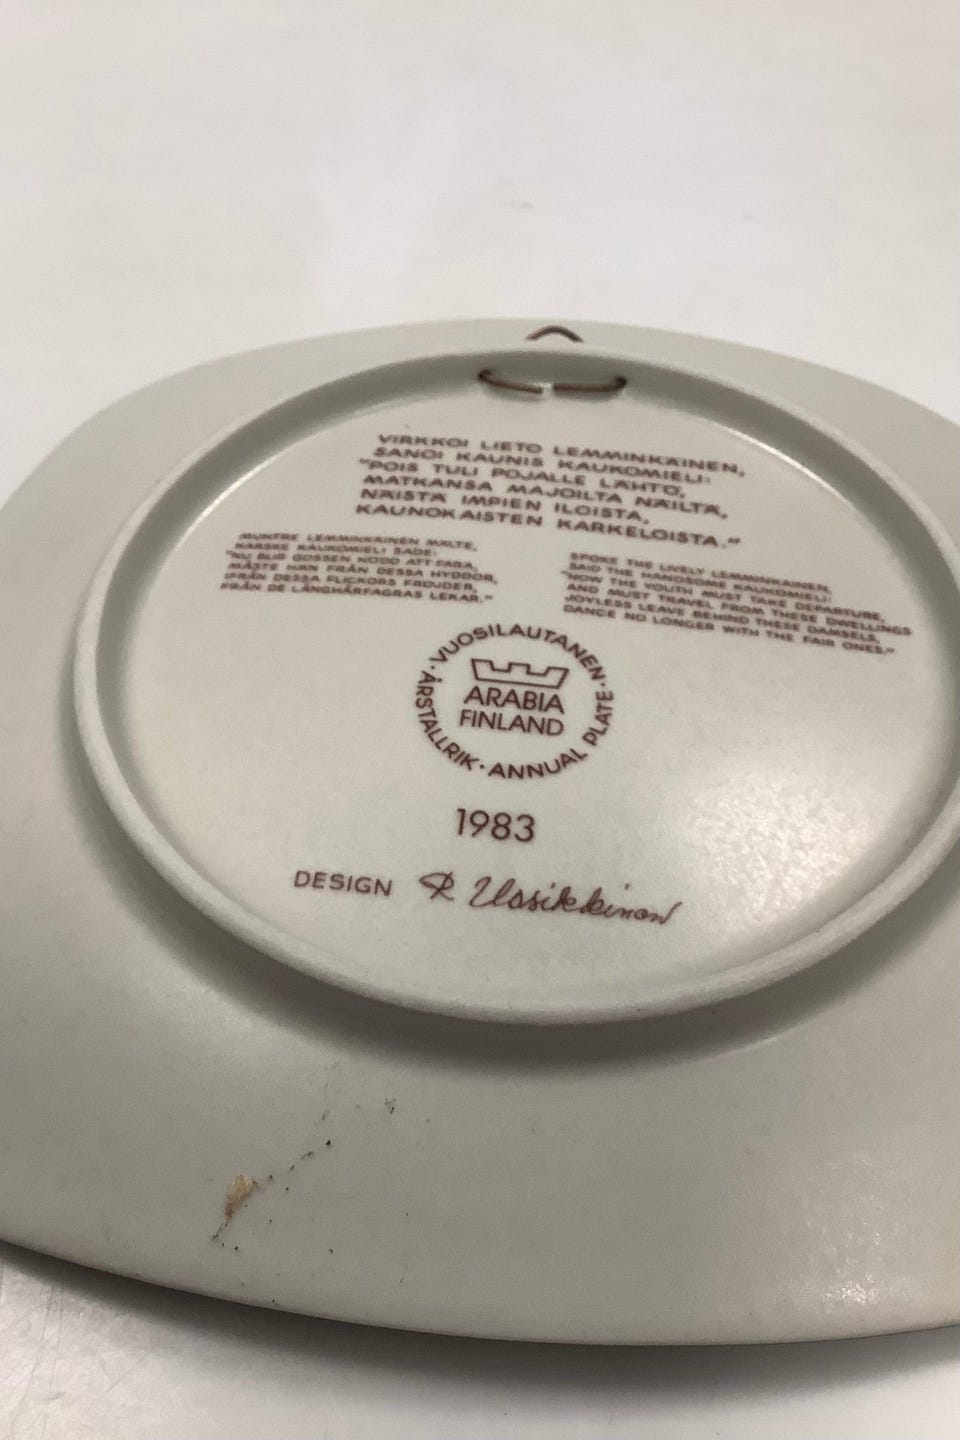 VIRKKOI LIETO LEMMINKÄINEN,
SANOI KAUNIS KAUKOMIELI:
"POIS TULI POJALLE LÄHTÖ,
MATKANSA MAJOILTA NÄILTÄ,
NÄISTÄ IMPIEN ILOISTA,
KAUNOKAISTEN KARKELOISTA."
MUNTRE LEMMINKÄINEN MÄLTE,
KARSKE KAUKOMIELI SADE:
"NU BLIR GOSSEN NÖDD ATT FARA,
MÅSTE HAN FRÅN DESSA HYDDOR,
IFRÅN DESSA FLICKORS FRÖJDER,
FRÅN DE LÅNGHÅRFAGRAS LEKAR."
SPOKE THE LIVELY LEMMINKAINEN,
SAID THE HANDSOME KAUKOMIELI:
"NOW THE YOUTH MUST TAKE DEPARTURE,
AND MUST TRAVEL FROM THESE DWELLINGS
JOYLESS LEAVE BEHIND THESE DAMSELS,
DANCE NO LONGER WITH THE FAIR ONES."
VUOSILAUTANEN · ANNUAL PLATE · ÅRSTALLRIK ·
ARABIA
FINLAND
1983
DESIGN R Uosikkinen